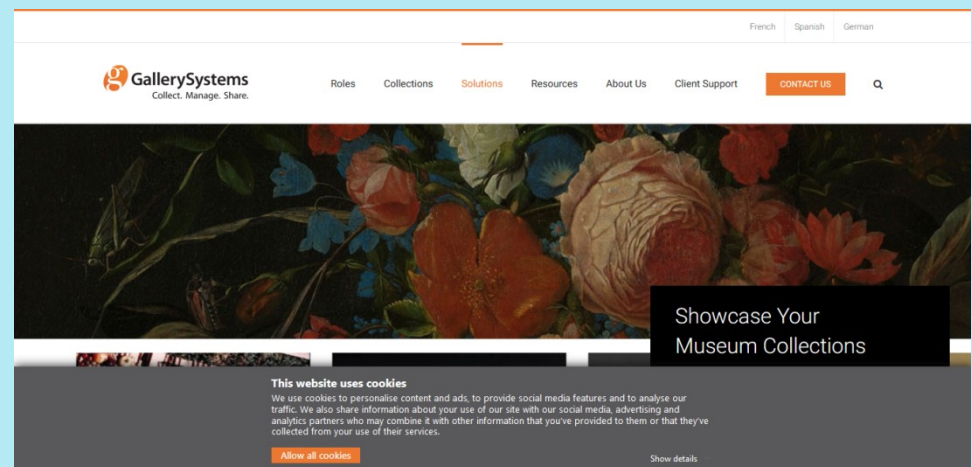 French Spanish German
GallerySystems
Collect. Manage. Share.
Roles Collections Solutions Resources About Us Client Support CONTACT US
Showcase Your
Museum Collections
This website uses cookies
We use cookies to personalise content and ads, to provide social media features and to analyse our
traffic. We also share information about your use of our site with our social media, advertising and
analytics partners who may combine it with other information that you've provided to them or that they've
collected from your use of their services.
Allow all cookies
Show details